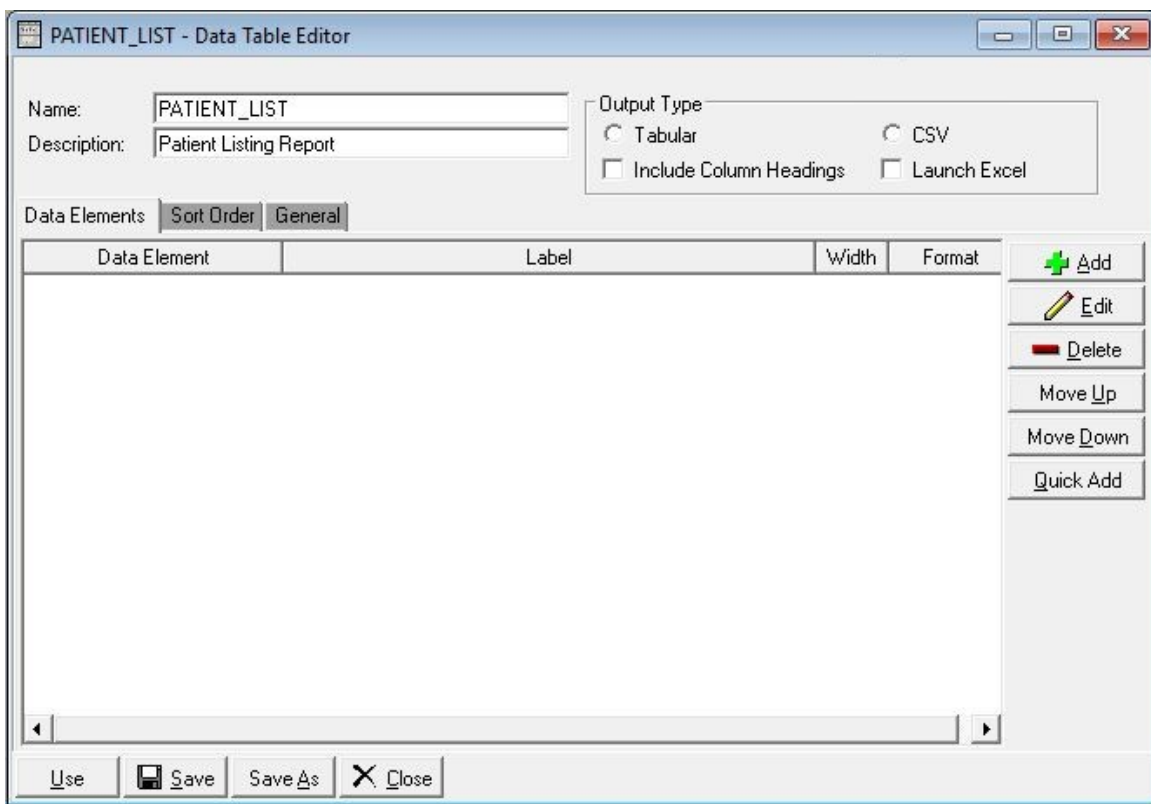 PATIENT_LIST - Data Table Editor
Name: PATIENT_LIST
Description: Patient Listing Report
Output Type
Tabular CSV
Include Column Headings Launch Excel
Data Elements Sort Order General
Data Element Label Width Format
Add
Edit
Delete
Move Up
Move Down
Quick Add
Use Save Save As Close